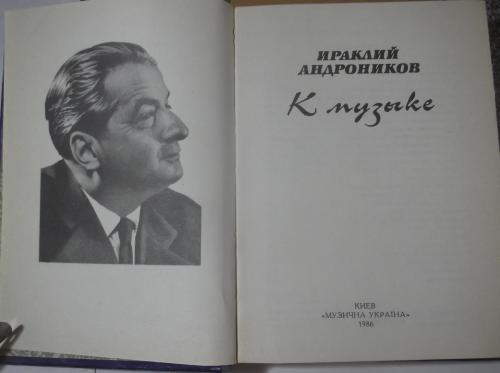 ИРАКЛИЙ
АНДРОНИКОВ
К музыке
КИЕВ
«МУЗИЧНА УКРАЇНА»
1986